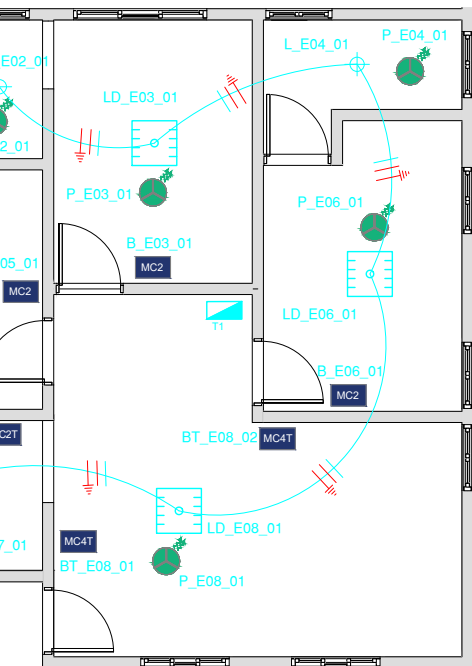 P_E04_01
L_E04_01
E02_01
LD_E03_01
2_01
P_E03_01
P_E06_01
B_E03_01
05_01
MC2
MC2
LD_E06_01
T1
B_E06_01
MC2
C2T
BT_E08_02
MC4T
LD_E08_01
MC4T
7_01
BT_E08_01
P_E08_01